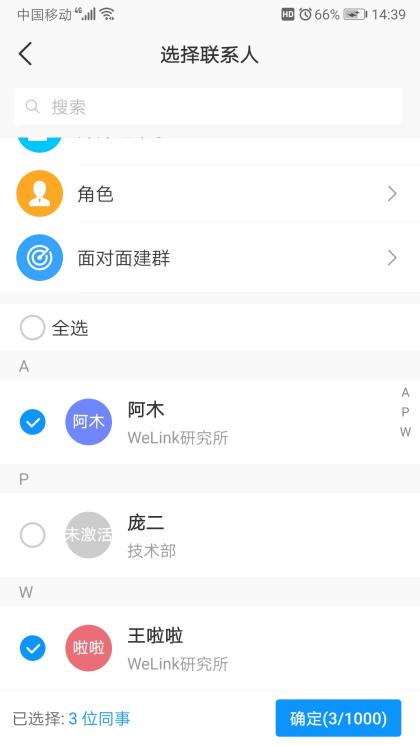 中国移动 4G HD 66% 14:39
选择联系人
搜索
角色
面对面建群
全选
A
阿木 阿木
WeLink研究所
A
P
W
P
未激活 庞二
技术部
W
啦啦 王啦啦
WeLink研究所
已选择: 3 位同事 确定(3/1000)